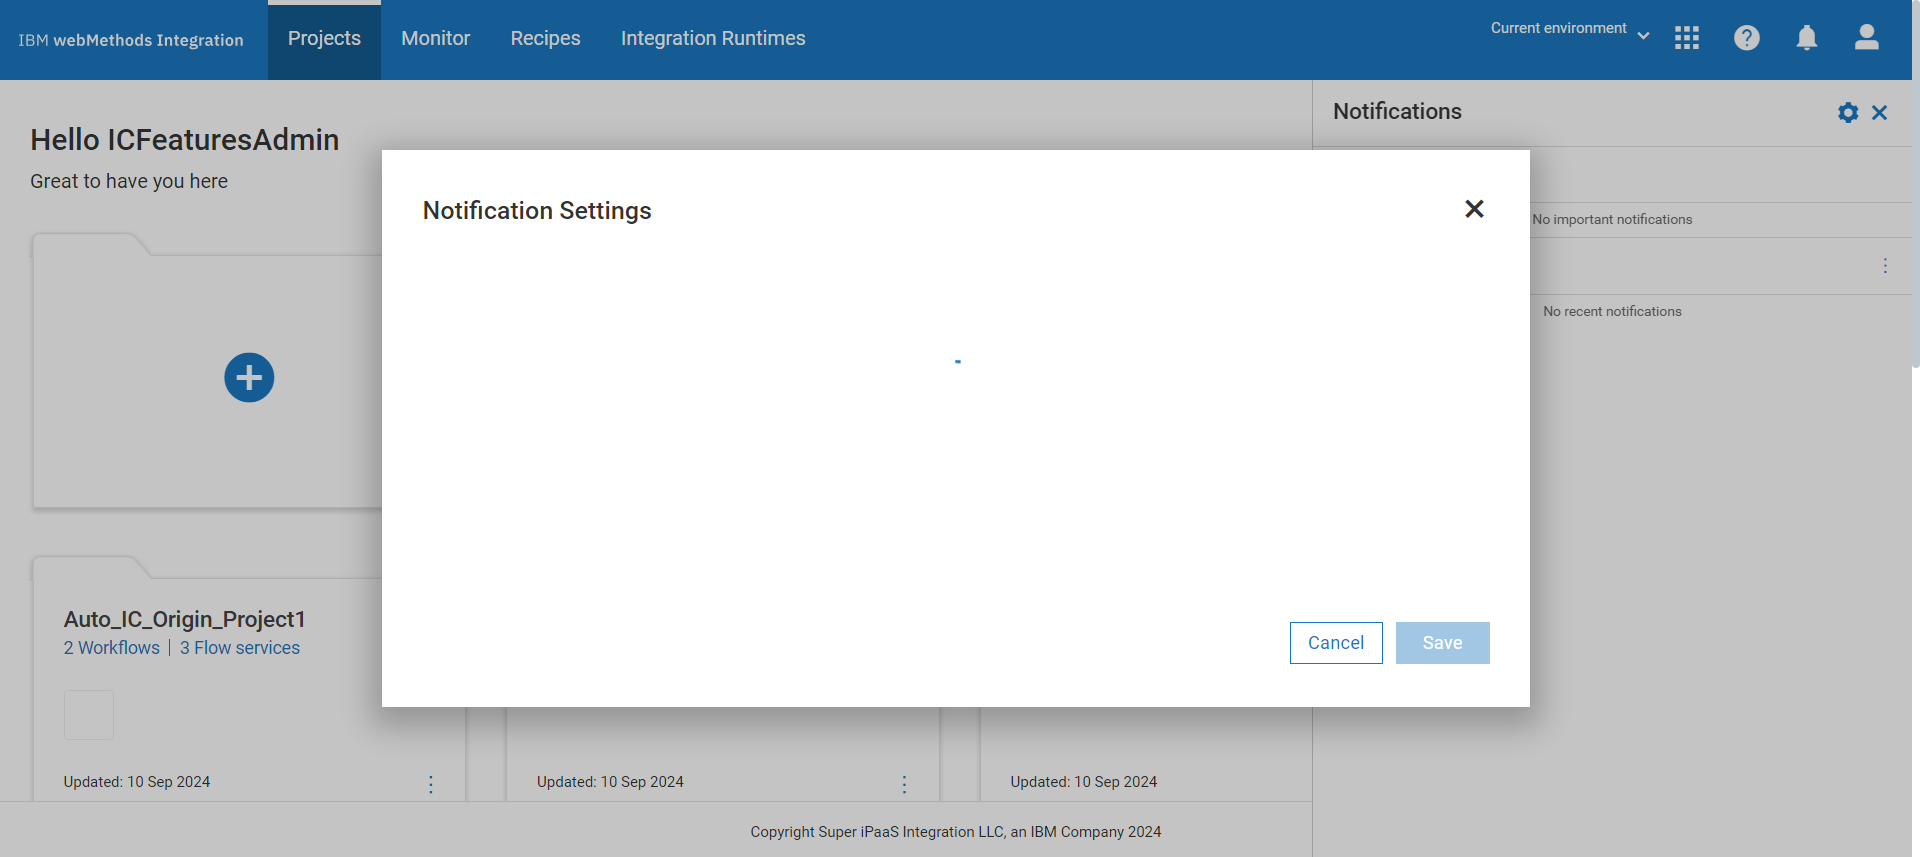 IBM webMethods Integration
Projects
Monitor
Recipes
Integration Runtimes
Current environment
Notifications
Hello ICFeaturesAdmin
Great to have you here
Notification Settings
No important notifications
No recent notifications
Cancel
Save
Auto_IC_Origin_Project1
2 Workflows | 3 Flow services
Updated: 10 Sep 2024
Updated: 10 Sep 2024
Updated: 10 Sep 2024
Copyright Super iPaaS Integration LLC, an IBM Company 2024